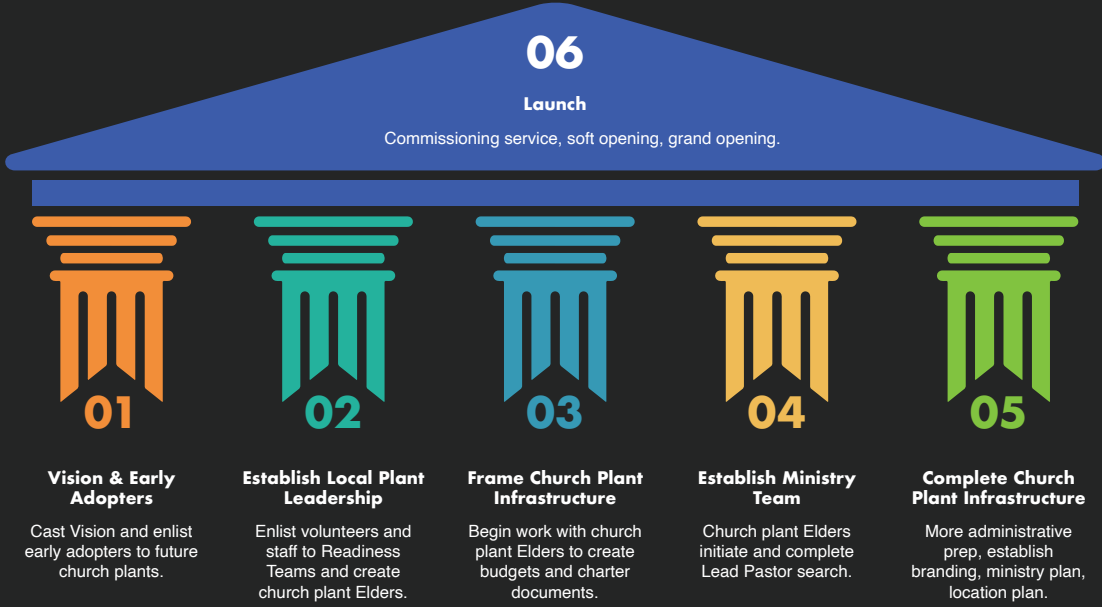 06
Launch
Commissioning service, soft opening, grand opening.
01
Vision & Early
Adopters
Cast Vision and enlist
early adopters to future
church plants.
02
Establish Local Plant
Leadership
Enlist volunteers and
staff to Readiness
Teams and create
church plant Elders.
03
Frame Church Plant
Infrastructure
Begin work with church
plant Elders to create
budgets and charter
documents.
04
Establish Ministry
Team
Church plant Elders
initiate and complete
Lead Pastor search.
05
Complete Church
Plant Infrastructure
More administrative
prep, establish
branding, ministry plan,
location plan.